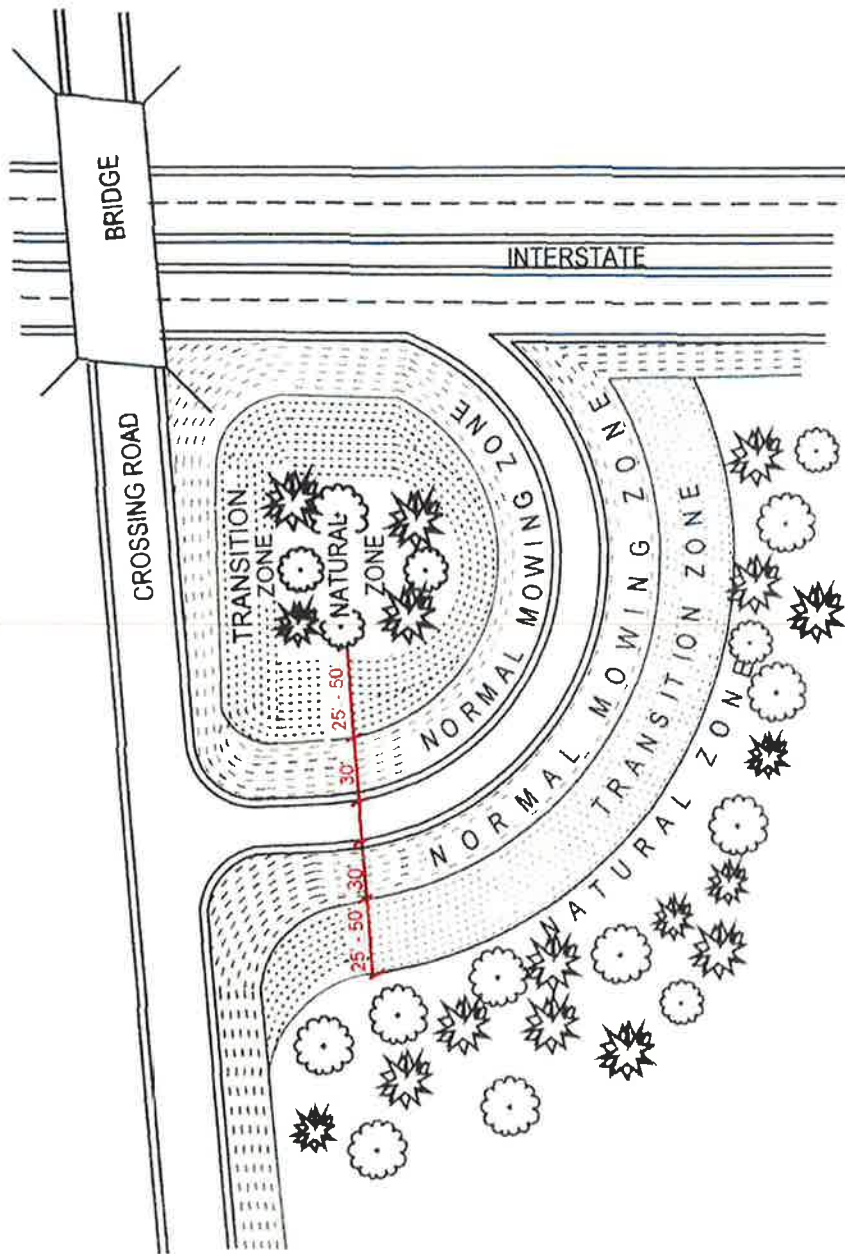 BRIDGE
INTERSTATE
CROSSING ROAD
TRANSITION
ZONE
NATURAL
ZONE
NORMAL MOWING ZONE
NORMAL MOWING ZONE
TRANSITION ZONE
NATURAL ZONE
25' - 50'
30'
30'
25' - 50'